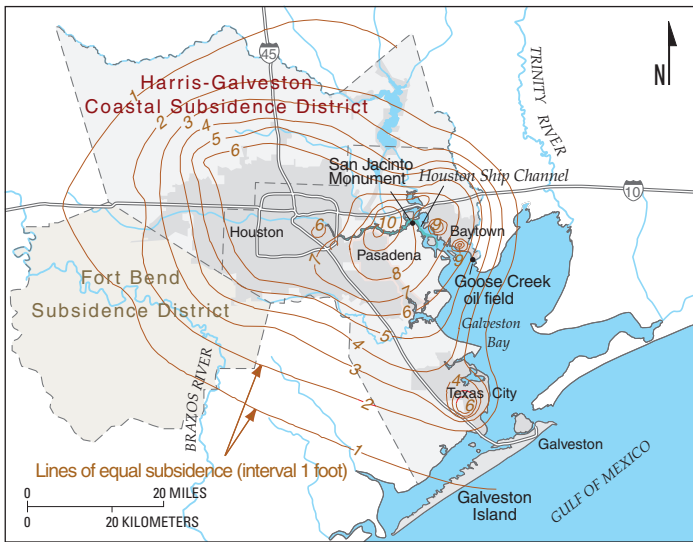 45
N
TRINITY RIVER
Harris-Galveston
Coastal Subsidence District
1
2
3
4
5
6
San Jacinto
Monument
Houston Ship Channel
10
Houston
6
7
10
9
Baytown
Pasadena
9
8
Goose Creek
oil field
Fort Bend
Subsidence District
7
6
5
Galveston
Bay
4
3
2
4
Texas City
6
BRAZOS RIVER
1
Galveston
Lines of equal subsidence (interval 1 foot)
0 20 MILES
0 20 KILOMETERS
Galveston
Island
GULF OF MEXICO